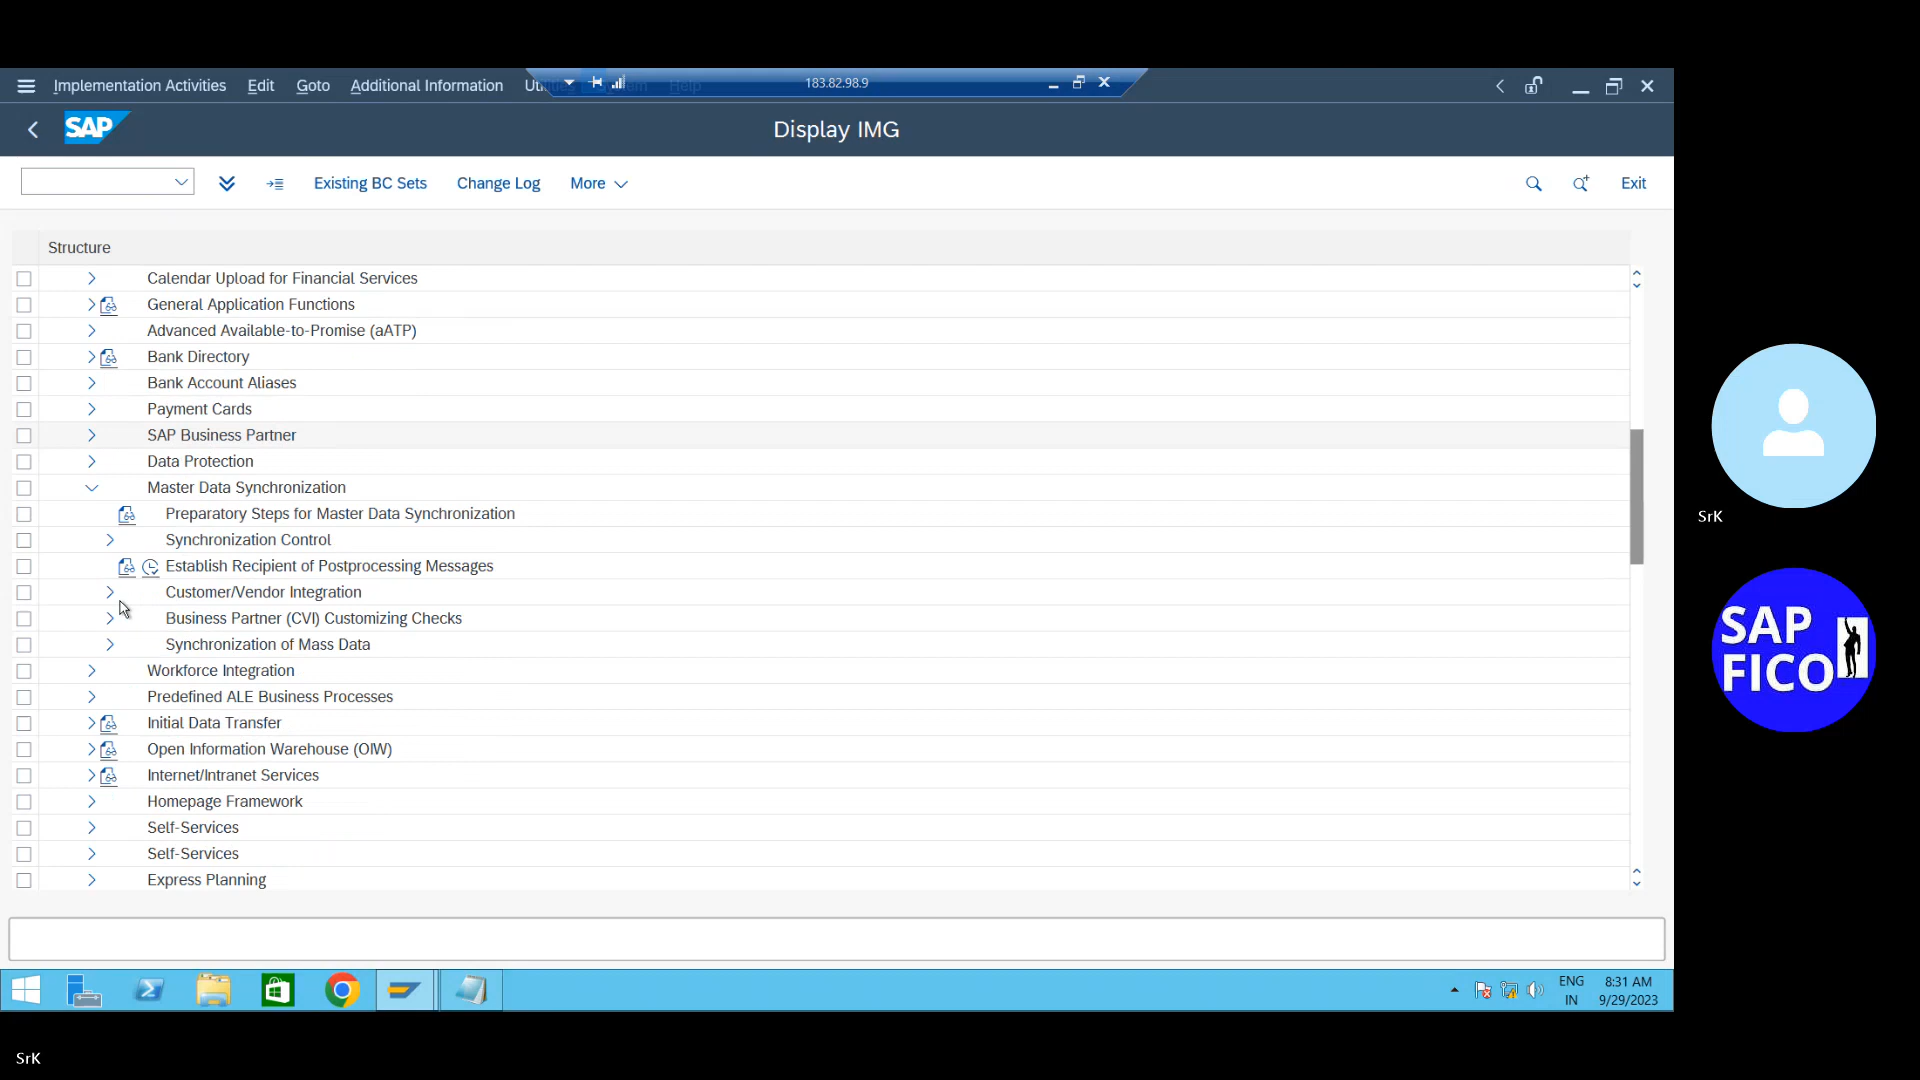 Implementation Activities Edit Goto Additional Information
183.82.98.9
SAP
Display IMG
Existing BC Sets Change Log More Exit
Structure
Calendar Upload for Financial Services
General Application Functions
Advanced Available-to-Promise (aATP)
Bank Directory
Bank Account Aliases
Payment Cards
SAP Business Partner
Data Protection
Master Data Synchronization
Preparatory Steps for Master Data Synchronization
Synchronization Control
Establish Recipient of Postprocessing Messages
Customer/Vendor Integration
Business Partner (CVI) Customizing Checks
Synchronization of Mass Data
Workforce Integration
Predefined ALE Business Processes
Initial Data Transfer
Open Information Warehouse (OIW)
Internet/Intranet Services
Homepage Framework
Self-Services
Self-Services
Express Planning
ENG
IN
8:31 AM
9/29/2023
SrK
SAP
FICO
SrK